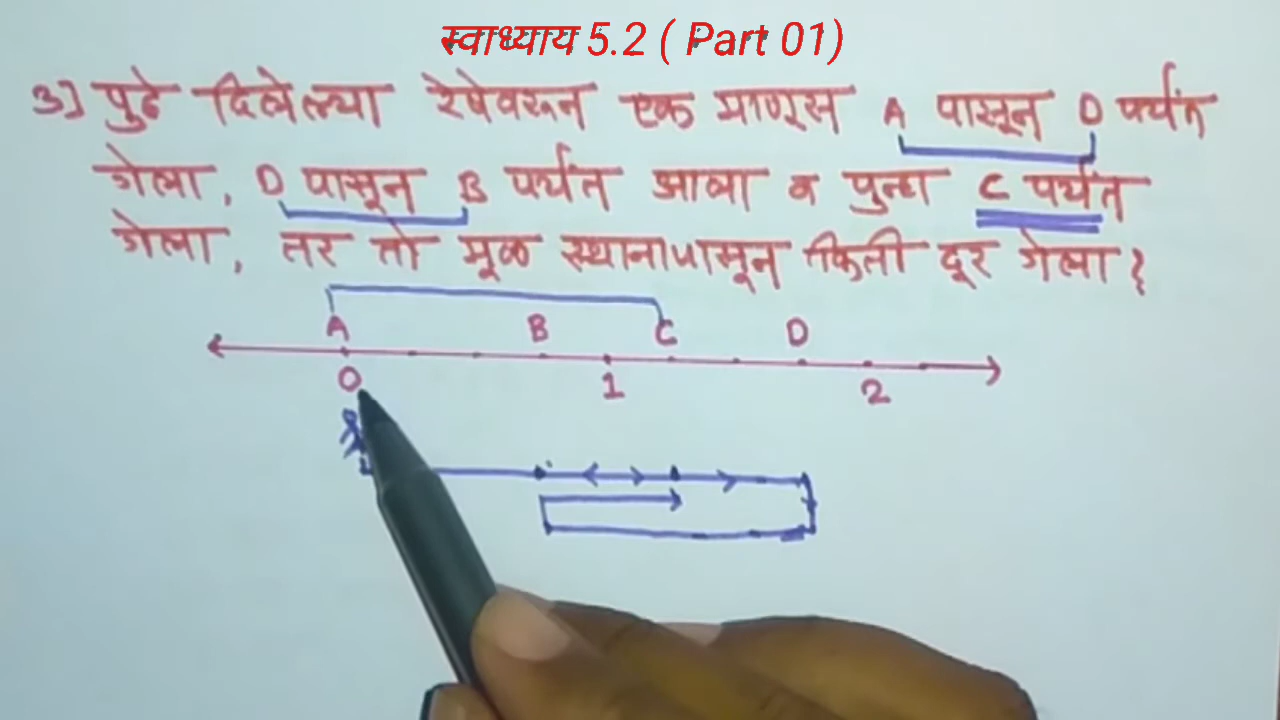 स्वाध्याय 5.2 ( Part 01)
3] पुढे दिलेल्या रेषेवरून एक माणूस A पासून D पर्यंत
गेला, D पासून B पर्यंत आला व पुन्हा C पर्यंत
गेला, तर तो मूळ स्थानापासून किती दूर गेला?
A B C D
0 1 2